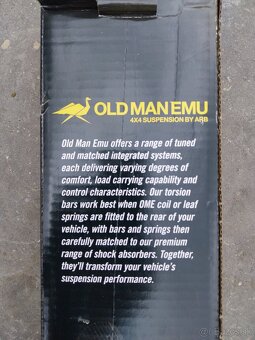 OLD MAN EMU
4X4 SUSPENSION BY ARB
Old Man Emu offers a range of tuned
and matched integrated systems,
each delivering varying degrees of
comfort, load carrying capability and
control characteristics. Our torsion
bars work best when OME coil or leaf
springs are fitted to the rear of your
vehicle, with bars and springs then
carefully matched to our premium
range of shock absorbers. Together,
they'll transform your vehicle's
suspension performance.